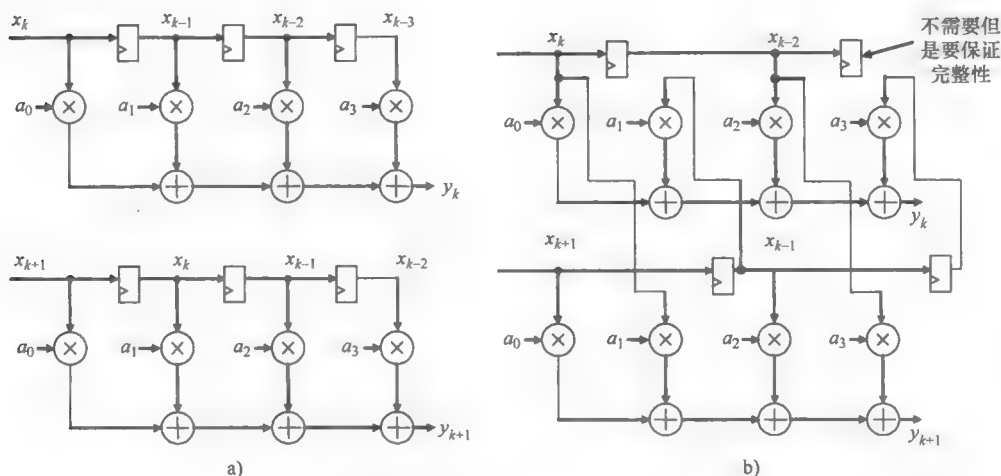 x_k x_{k-1} x_{k-2} x_{k-3}
a_0 a_1 a_2 a_3
y_k
x_{k+1} x_k x_{k-1} x_{k-2}
a_0 a_1 a_2 a_3
y_{k+1}
a)
x_k x_{k-2}
不需要但
是要保证
完整性
a_0 a_1 a_2 a_3
y_k
x_{k+1} x_{k-1}
a_0 a_1 a_2 a_3
y_{k+1}
b)